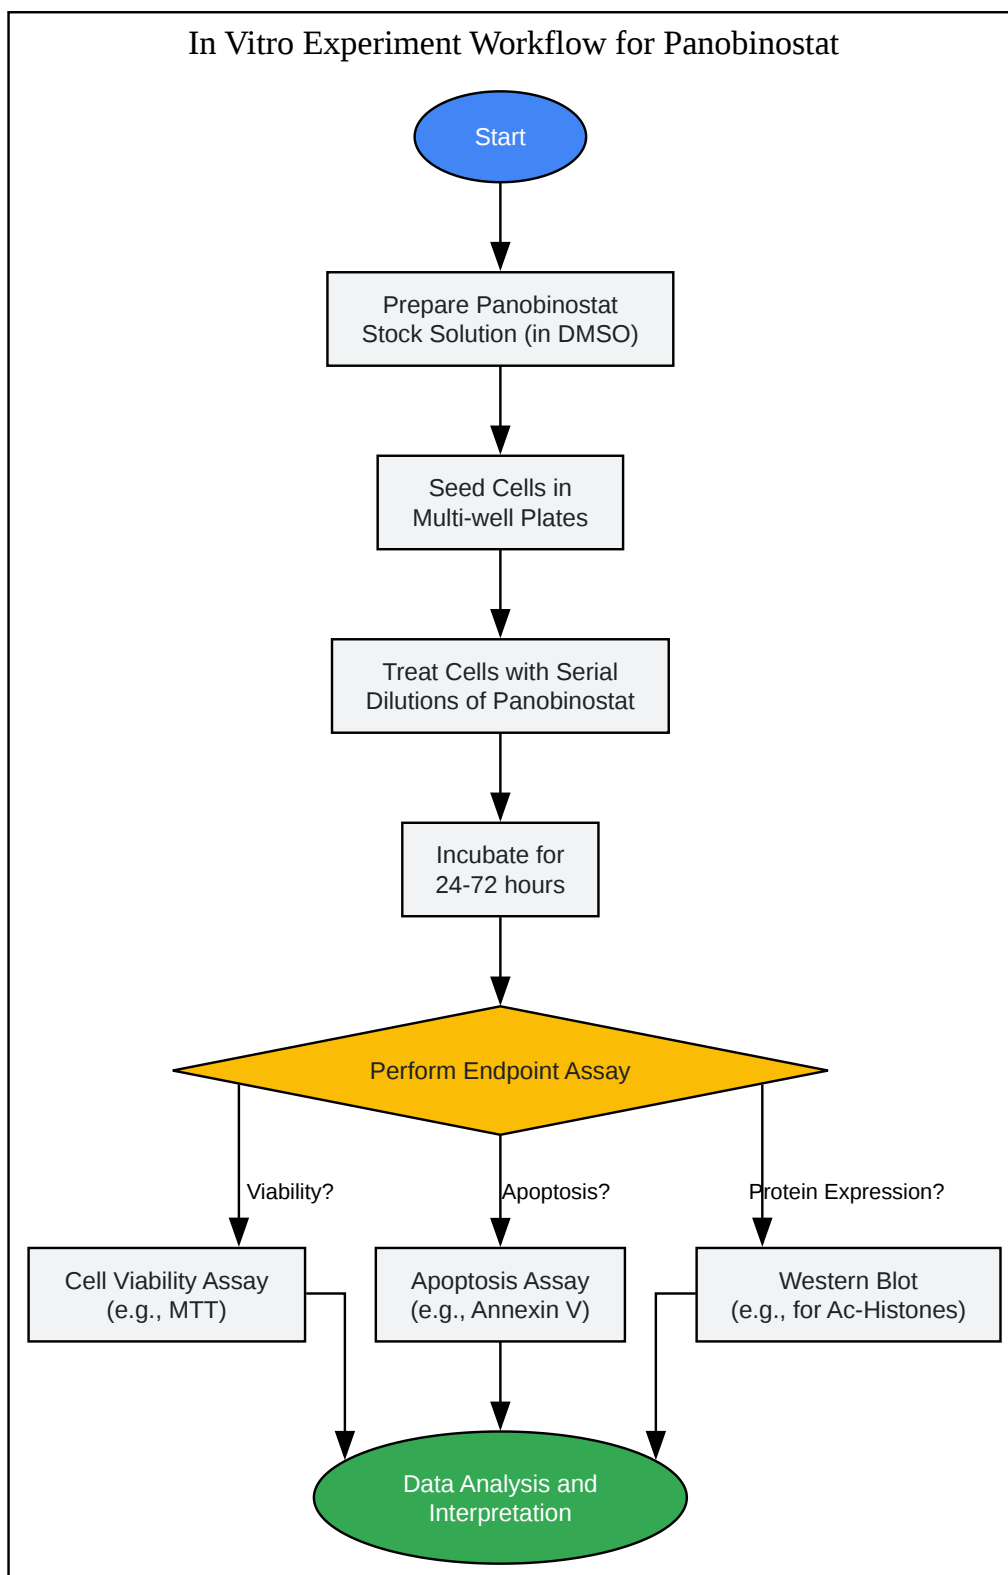 In Vitro Experiment Workflow for Panobinostat
Start
Prepare Panobinostat
Stock Solution (in DMSO)
Seed Cells in
Multi-well Plates
Treat Cells with Serial
Dilutions of Panobinostat
Incubate for
24-72 hours
Perform Endpoint Assay
Viability?
Apoptosis?
Protein Expression?
Cell Viability Assay
(e.g., MTT)
Apoptosis Assay
(e.g., Annexin V)
Western Blot
(e.g., for Ac-Histones)
Data Analysis and
Interpretation